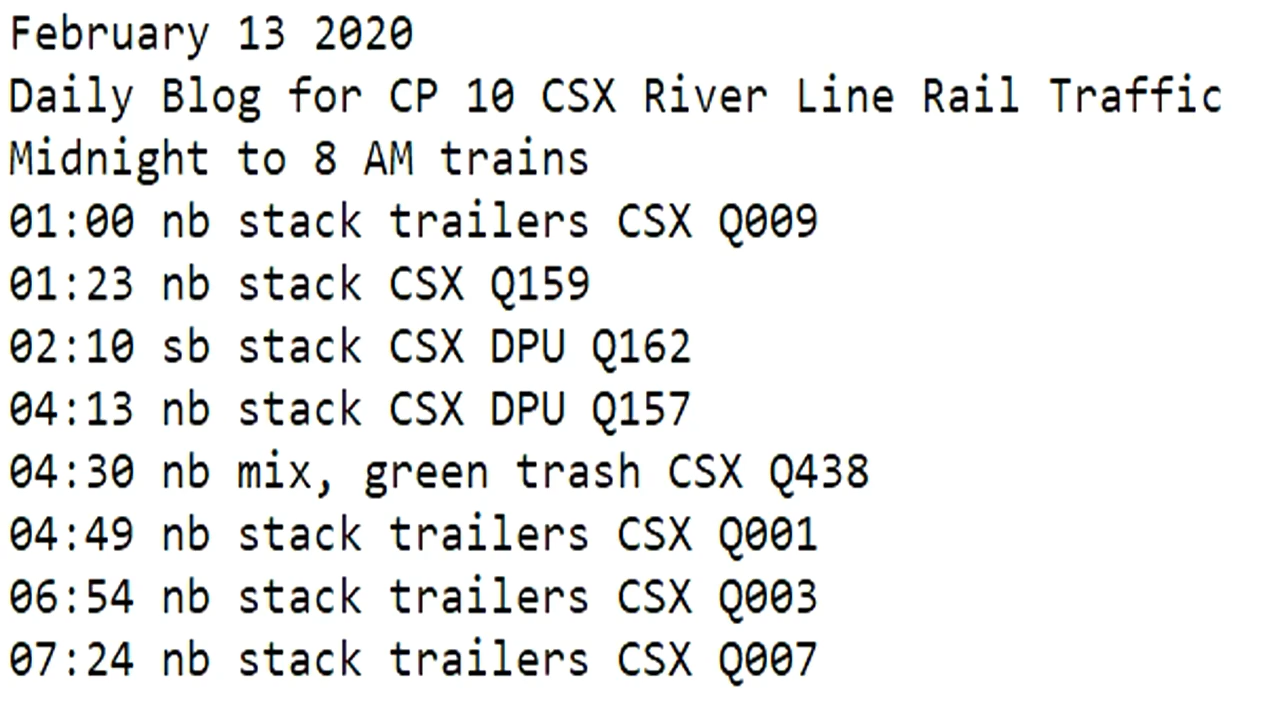 February 13 2020
Daily Blog for CP 10 CSX River Line Rail Traffic
Midnight to 8 AM trains
01:00 nb stack trailers CSX Q009
01:23 nb stack CSX Q159
02:10 sb stack CSX DPU Q162
04:13 nb stack CSX DPU Q157
04:30 nb mix, green trash CSX Q438
04:49 nb stack trailers CSX Q001
06:54 nb stack trailers CSX Q003
07:24 nb stack trailers CSX Q007